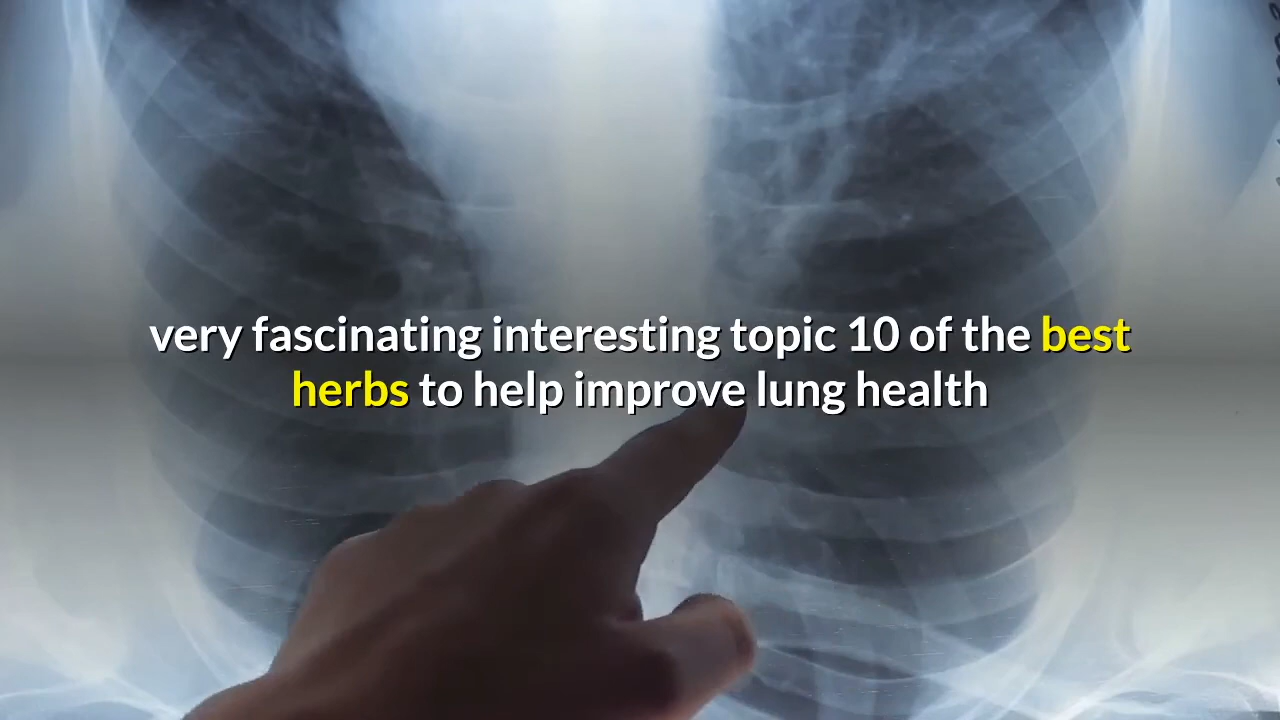 very fascinating interesting topic 10 of the best
herbs to help improve lung health